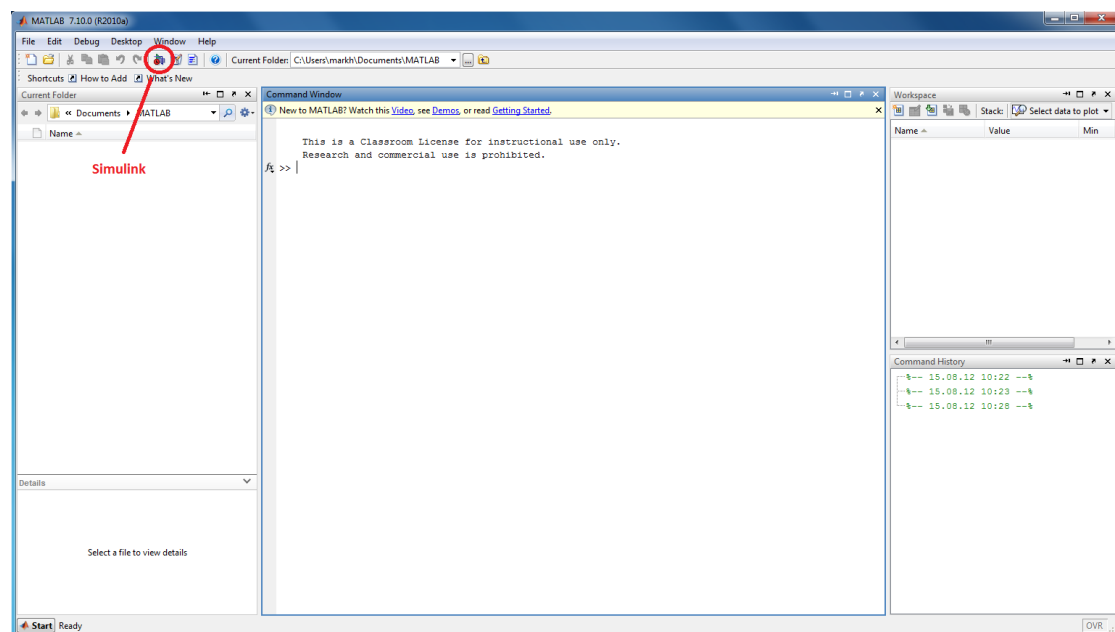 MATLAB 7.10.0 (R2010a)
File Edit Debug Desktop Window Help
Current Folder: C:\Users\markh\Documents\MATLAB
Shortcuts How to Add What's New
Current Folder
« Documents MATLAB
Name
Simulink
Details
Select a file to view details
Command Window
New to MATLAB? Watch this Video, see Demos, or read Getting Started.
This is a Classroom License for instructional use only.
Research and commercial use is prohibited.
fx >>
Workspace
Stack: Select data to plot
Name Value Min
Command History
%-- 15.08.12 10:22 --%
%-- 15.08.12 10:23 --%
%-- 15.08.12 10:28 --%
Start Ready
OVR